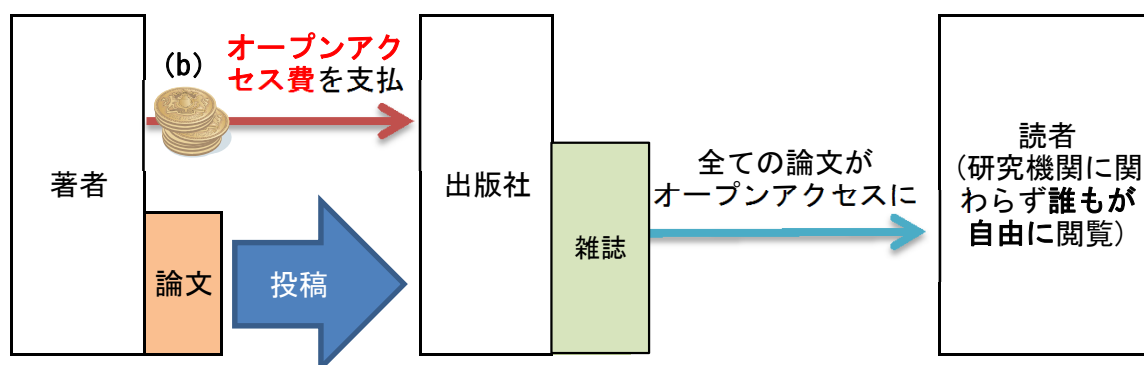 著者
論文
(b)
オープンアク
セス費を支払
投稿
出版社
雑誌
全ての論文が
オープンアクセスに
読者
(研究機関に関
わらず誰もが
自由に閲覧)